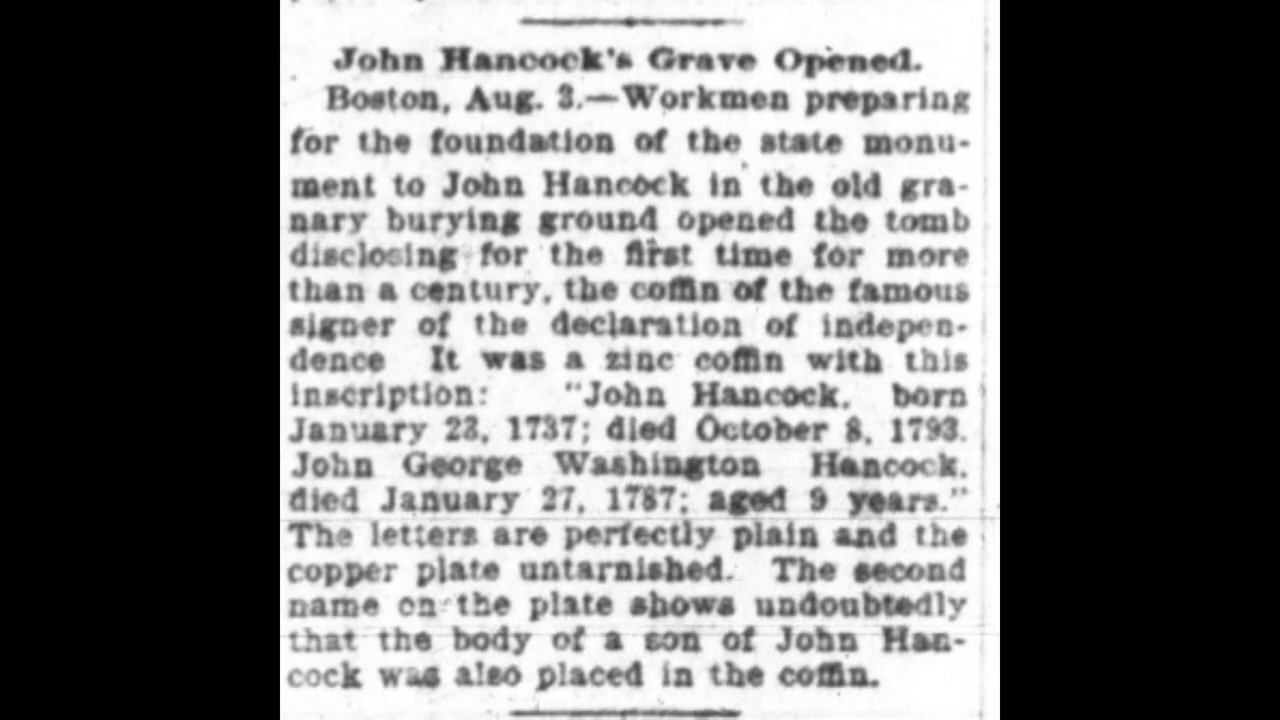 John Hancock's Grave Opened.
Boston, Aug. 3.—Workmen preparing
for the foundation of the state monu-
ment to John Hancock in the old gra-
nary burying ground opened the tomb
disclosing for the first time for more
than a century, the coffin of the famous
signer of the declaration of indepen-
dence It was a zinc coffin with this
inscription: "John Hancock, born
January 23, 1737; died October 8, 1793.
John George Washington Hancock,
died January 27, 1787; aged 9 years."
The letters are perfectly plain and the
copper plate untarnished. The second
name on the plate shows undoubtedly
that the body of a son of John Han-
cock was also placed in the coffin.